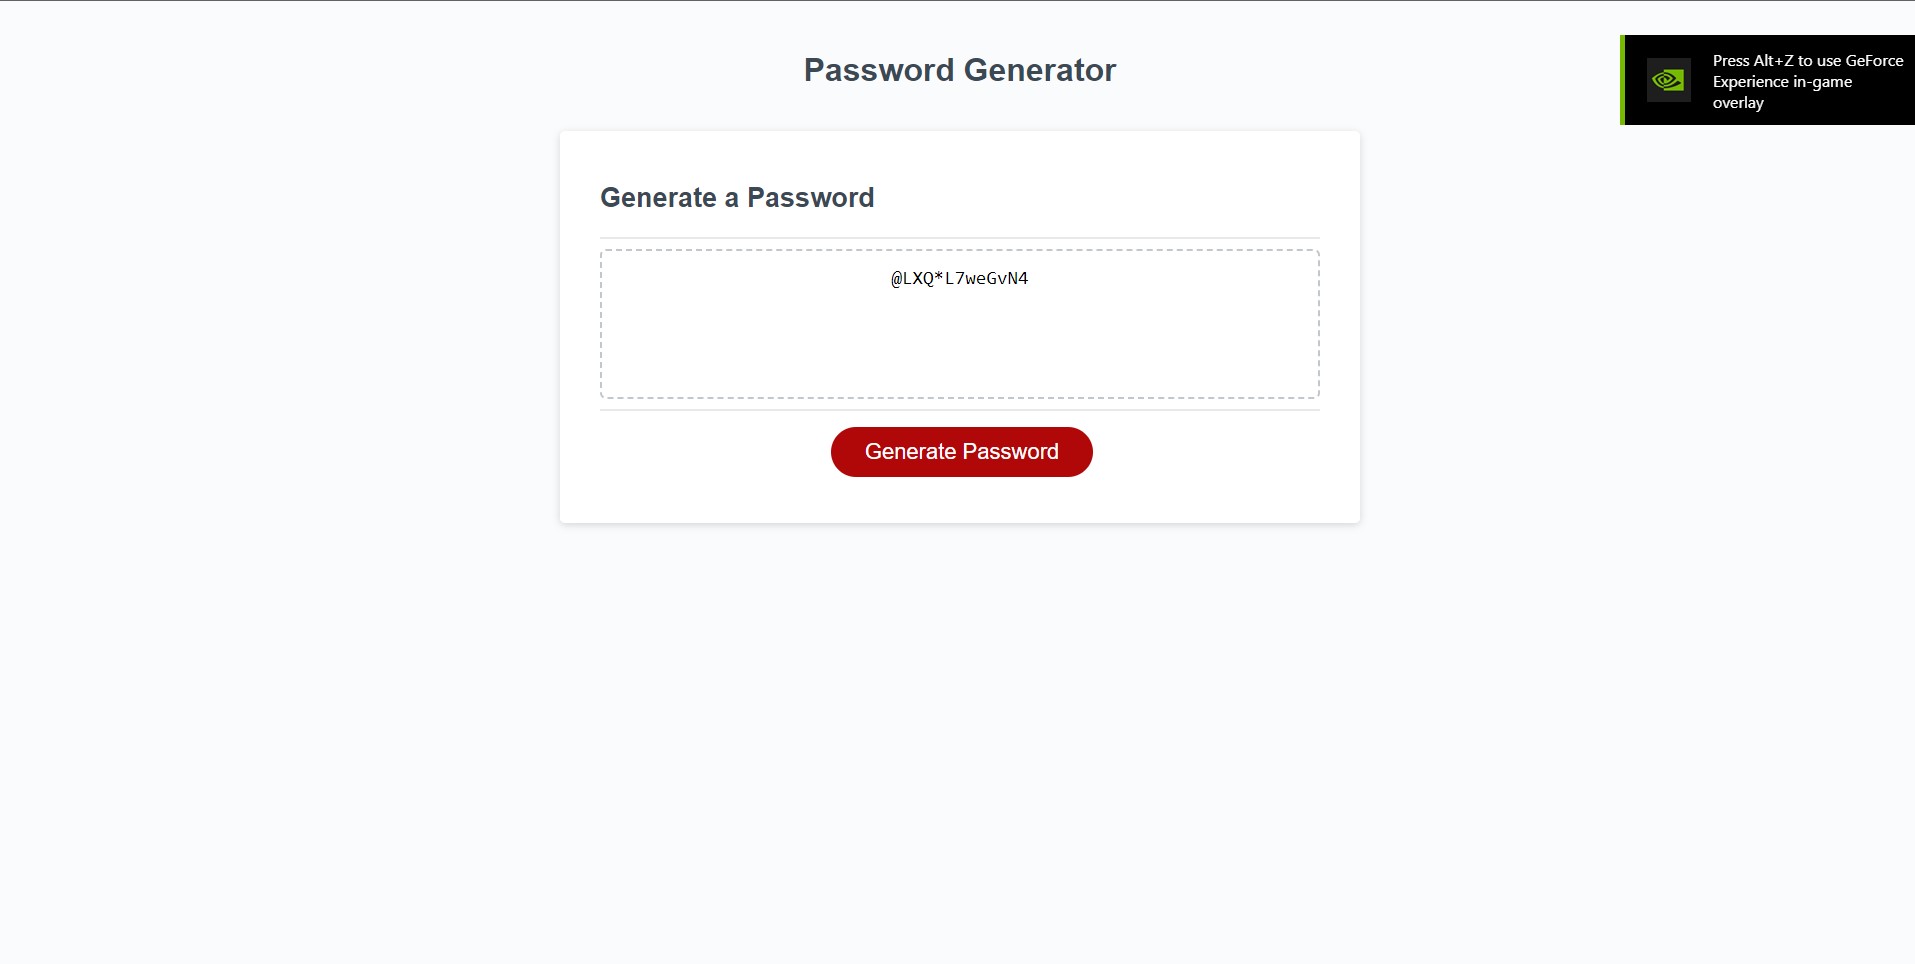 Password Generator
Press Alt+Z to use GeForce
Experience in-game
overlay
Generate a Password
@LXQ*L7weGvN4
Generate Password